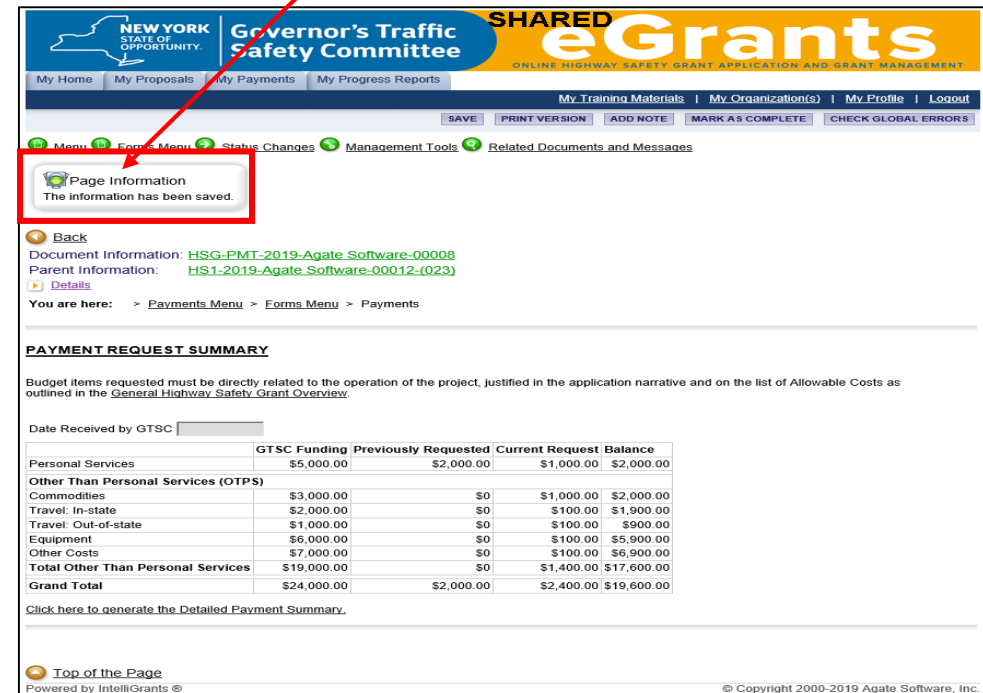 NEW YORK
STATE OF
OPPORTUNITY.
Governor's Traffic
Safety Committee
SHARED
eGrants
ONLINE HIGHWAY SAFETY GRANT APPLICATION AND GRANT MANAGEMENT
My Home My Proposals My Payments My Progress Reports
My Training Materials | My Organization(s) | My Profile | Logout
SAVE PRINT VERSION ADD NOTE MARK AS COMPLETE CHECK GLOBAL ERRORS
Menu Forms Menu Status Changes Management Tools Related Documents and Messages
Page Information
The information has been saved.
Back
Document Information: HSG-PMT-2019-Agate Software-00008
Parent Information: HS1-2019-Agate Software-00012-(023)
Details
You are here: > Payments Menu > Forms Menu > Payments
PAYMENT REQUEST SUMMARY
Budget items requested must be directly related to the operation of the project, justified in the application narrative and on the list of Allowable Costs as
outlined in the General Highway Safety Grant Overview.
Date Received by GTSC
GTSC Funding Previously Requested Current Request Balance
Personal Services $5,000.00 $2,000.00 $1,000.00 $2,000.00
Other Than Personal Services (OTPS)
Commodities $3,000.00 $0 $1,000.00 $2,000.00
Travel: In-state $2,000.00 $0 $100.00 $1,900.00
Travel: Out-of-state $1,000.00 $0 $100.00 $900.00
Equipment $6,000.00 $0 $100.00 $5,900.00
Other Costs $7,000.00 $0 $100.00 $6,900.00
Total Other Than Personal Services $19,000.00 $0 $1,400.00 $17,600.00
Grand Total $24,000.00 $2,000.00 $2,400.00 $19,600.00
Click here to generate the Detailed Payment Summary.
Top of the Page
Powered by IntelliGrants ® © Copyright 2000-2019 Agate Software, Inc.